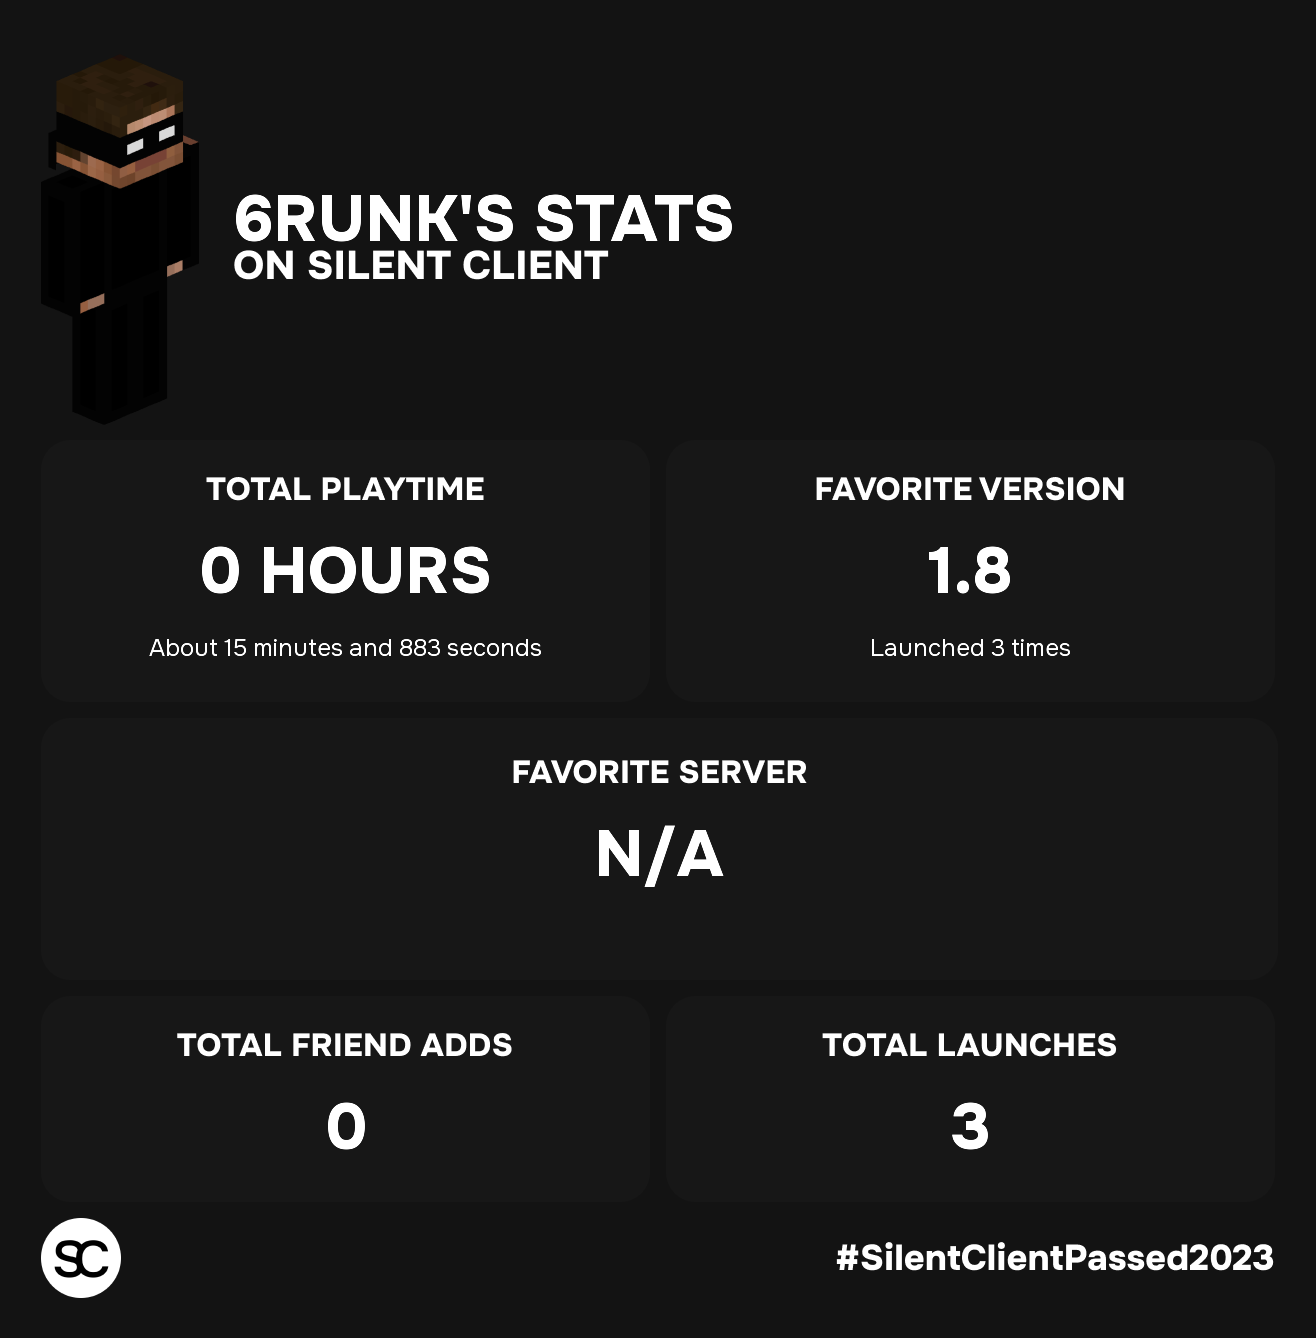 6RUNK'S STATS
ON SILENT CLIENT
TOTAL PLAYTIME
0 HOURS
About 15 minutes and 883 seconds
FAVORITE VERSION
1.8
Launched 3 times
FAVORITE SERVER
N/A
TOTAL FRIEND ADDS
0
TOTAL LAUNCHES
3
SC
#SilentClientPassed2023